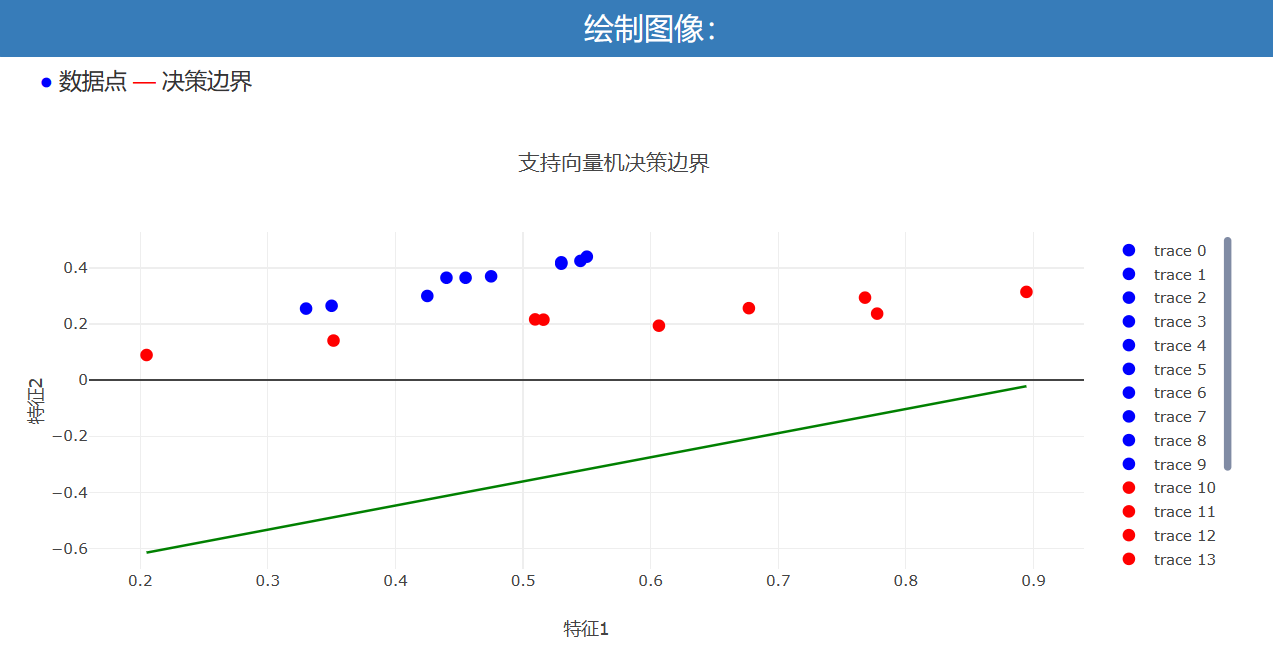 绘制图像：
数据点 — 决策边界
支持向量机决策边界
0.4
0.2
0
−0.2
−0.4
−0.6
特征2
0.2 0.3 0.4 0.5 0.6 0.7 0.8 0.9
特征1
trace 0
trace 1
trace 2
trace 3
trace 4
trace 5
trace 6
trace 7
trace 8
trace 9
trace 10
trace 11
trace 12
trace 13